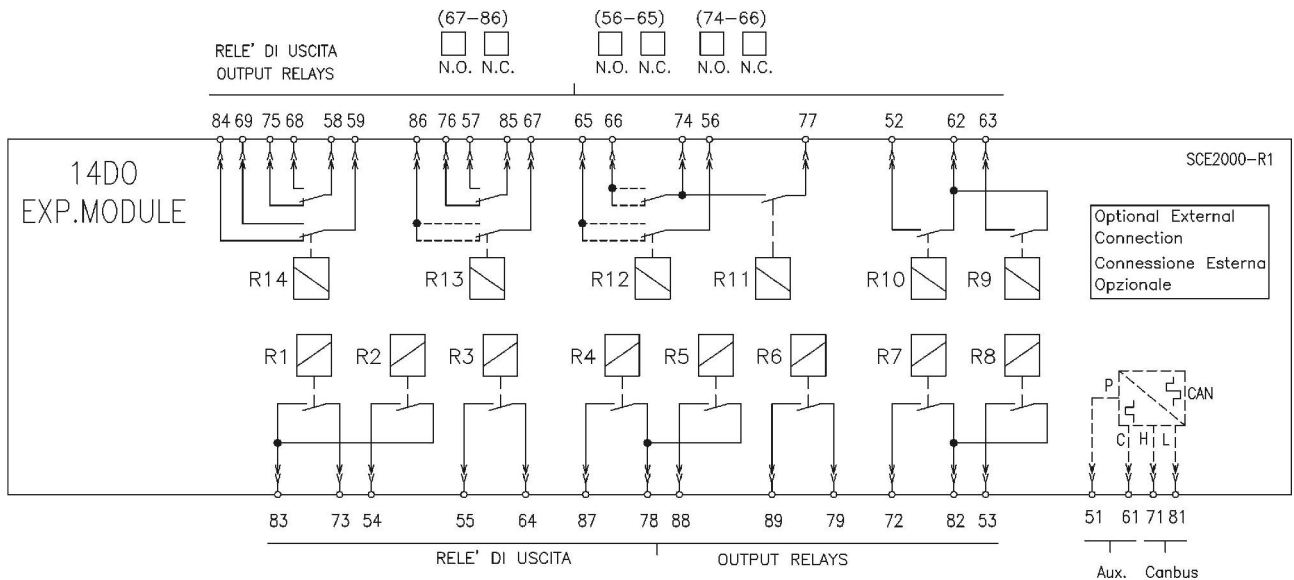 (67-86) (56-65) (74-66)
RELE' DI USCITA
OUTPUT RELAYS
N.O. N.C. N.O. N.C. N.O. N.C.
84 69 75 68 58 59 86 76 57 85 67 65 66 74 56 77 52 62 63
14DO
EXP.MODULE
SCE2000-R1
Optional External
Connection
Connessione Esterna
Opzionale
R14 R13 R12 R11 R10 R9
R1 R2 R3 R4 R5 R6 R7 R8
P CAN
C H L
83 73 54 55 64 87 78 88 89 79 72 82 53 51 61 71 81
RELE' DI USCITA OUTPUT RELAYS
Aux. Canbus